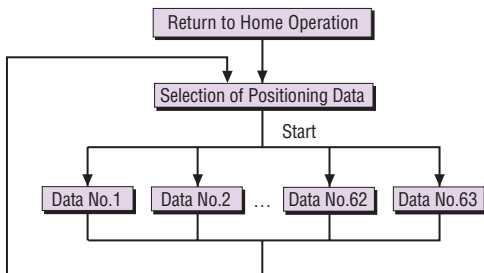 Return to Home Operation
Selection of Positioning Data
Start
Data No.1 Data No.2 ... Data No.62 Data No.63